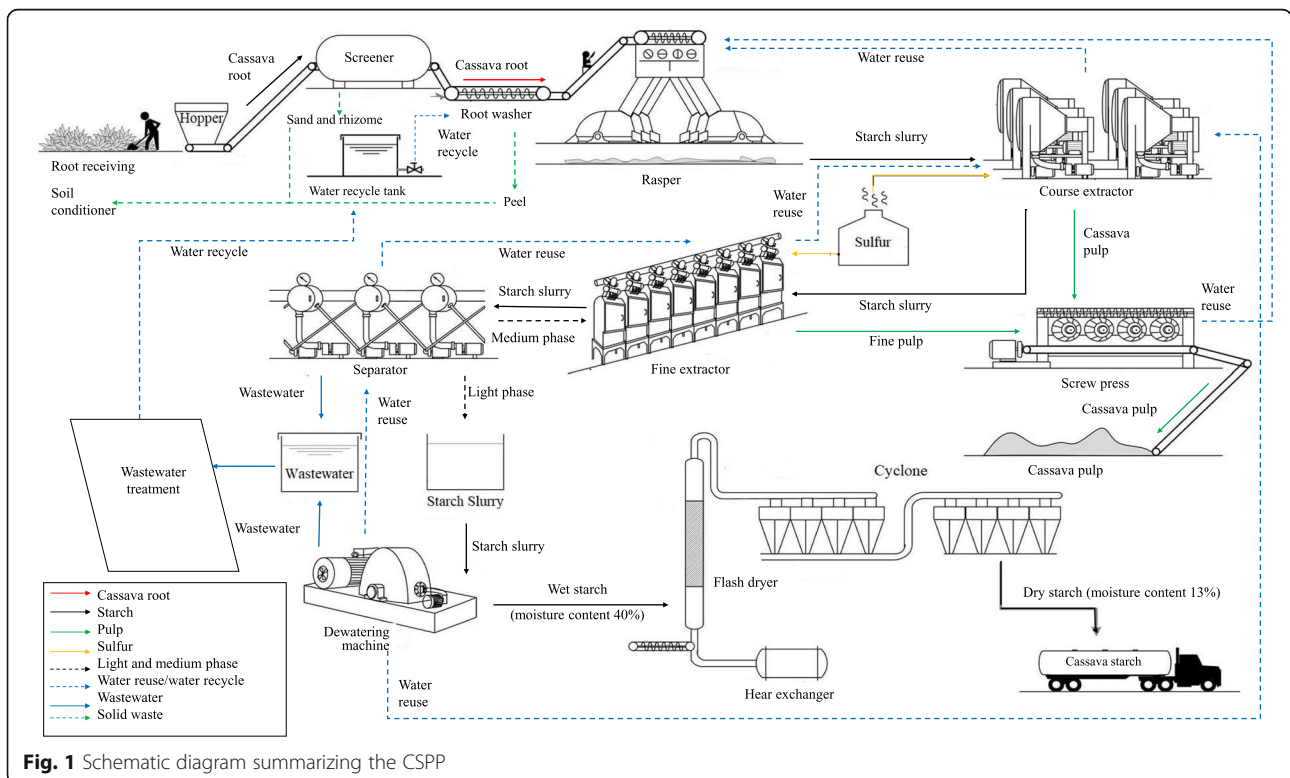 Cassava
root
Screener
Cassava root
Water reuse
Hopper
Root washer
Sand and rhizome
Water
recycle
Starch slurry
Root receiving
Water recycle tank
Rasper
Course extractor
Soil
conditioner
Peel
Water
reuse
Sulfur
Cassava
pulp
Water recycle
Water reuse
Starch slurry
Starch slurry
Water
reuse
Medium phase
Fine pulp
Separator
Fine extractor
Screw press
Wastewater
Light phase
Water
reuse
Cassava pulp
Wastewater
treatment
Wastewater
Starch Slurry
Cyclone
Cassava pulp
Wastewater
Starch slurry
Flash dryer
Wet starch
(moisture content 40%)
Dry starch (moisture content 13%)
Dewatering
machine
Cassava starch
Water
reuse
Hear exchanger
Cassava root
Starch
Pulp
Sulfur
Light and medium phase
Water reuse/water recycle
Wastewater
Solid waste
Fig. 1 Schematic diagram summarizing the CSPP